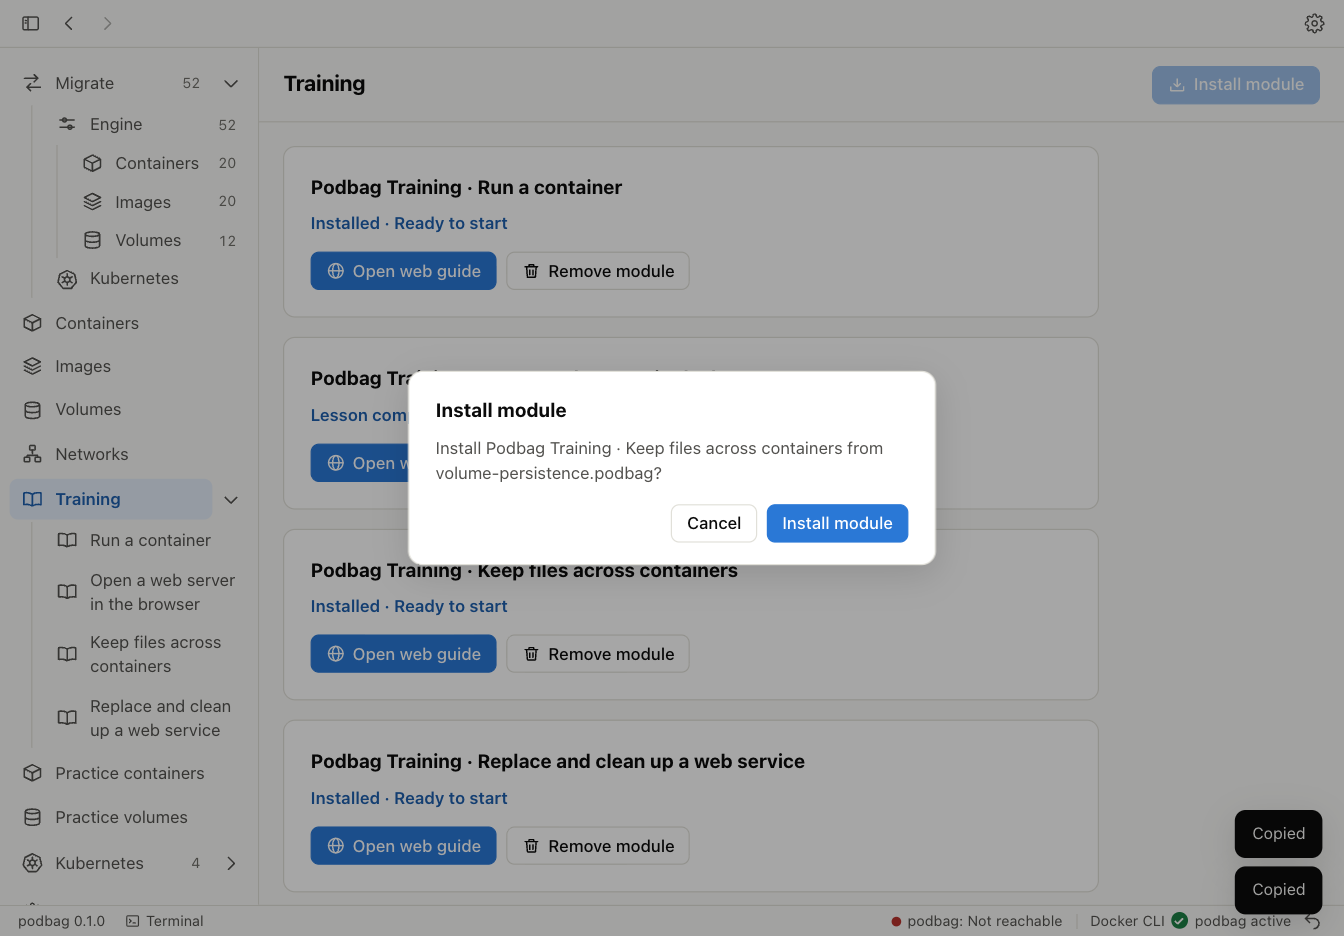 Migrate 52
Engine 52
Containers 20
Images 20
Volumes 12
Kubernetes
Containers
Images
Volumes
Networks
Training
Run a container
Open a web server
in the browser
Keep files across
containers
Replace and clean
up a web service
Practice containers
Practice volumes
Kubernetes 4
Training
Install module
Podbag Training · Run a container
Installed · Ready to start
Open web guide Remove module
Podbag
Lesson
Open
Install module
Install Podbag Training · Keep files across containers from
volume-persistence.podbag?
Cancel Install module
Podbag Training · Keep files across containers
Installed · Ready to start
Open web guide Remove module
Podbag Training · Replace and clean up a web service
Installed · Ready to start
Open web guide Remove module
Copied
Copied
podbag 0.1.0 Terminal podbag: Not reachable Docker CLI podbag active